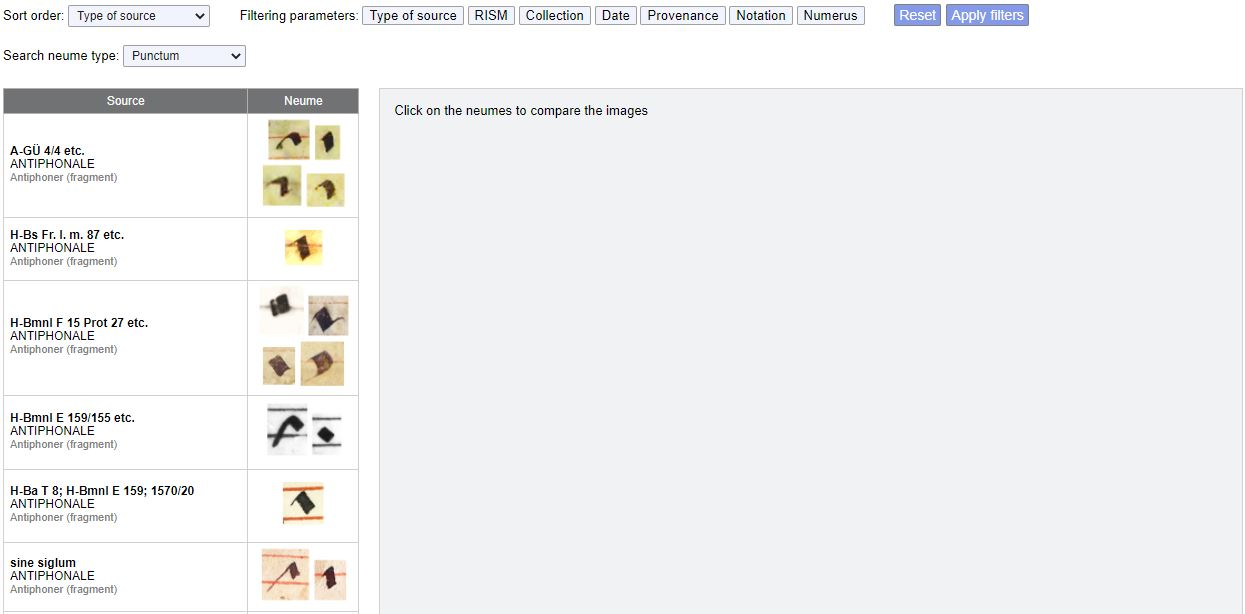 Sort order: Type of source Filtering parameters: Type of source RISM Collection Date Provenance Notation Numerus Reset Apply filters
Search neume type: Punctum
Source Neume
Click on the neumes to compare the images
A-GÜ 4/4 etc.
ANTIPHONALE
Antiphoner (fragment)
H-Bs Fr. l. m. 87 etc.
ANTIPHONALE
Antiphoner (fragment)
H-Bmnl F 15 Prot 27 etc.
ANTIPHONALE
Antiphoner (fragment)
H-Bmnl E 159/155 etc.
ANTIPHONALE
Antiphoner (fragment)
H-Ba T 8; H-Bmnl E 159; 1570/20
ANTIPHONALE
Antiphoner (fragment)
sine siglum
ANTIPHONALE
Antiphoner (fragment)